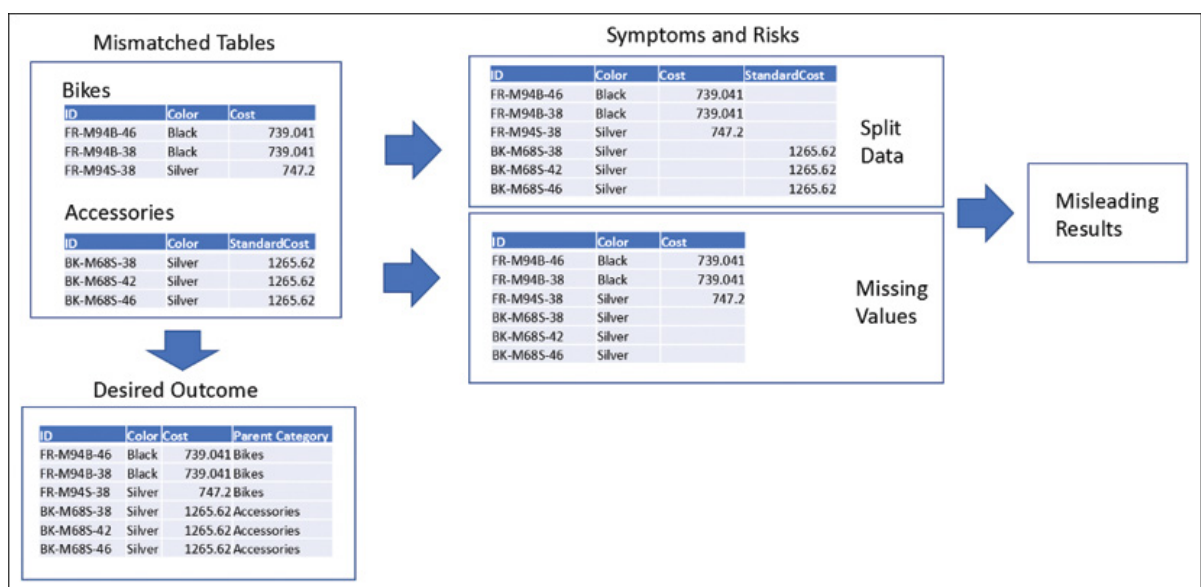 Mismatched Tables
Bikes
ID Color Cost
FR-M94B-46 Black 739.041
FR-M94B-38 Black 739.041
FR-M94S-38 Silver 747.2
Accessories
ID Color StandardCost
BK-M68S-38 Silver 1265.62
BK-M68S-42 Silver 1265.62
BK-M68S-46 Silver 1265.62
Symptoms and Risks
ID Color Cost StandardCost
FR-M94B-46 Black 739.041
FR-M94B-38 Black 739.041
FR-M94S-38 Silver 747.2
BK-M68S-38 Silver 1265.62
BK-M68S-42 Silver 1265.62
BK-M68S-46 Silver 1265.62
Split
Data
ID Color Cost
FR-M94B-46 Black 739.041
FR-M94B-38 Black 739.041
FR-M94S-38 Silver 747.2
BK-M68S-38 Silver
BK-M68S-42 Silver
BK-M68S-46 Silver
Missing
Values
Misleading
Results
Desired Outcome
ID Color Cost Parent Category
FR-M94B-46 Black 739.041 Bikes
FR-M94B-38 Black 739.041 Bikes
FR-M94S-38 Silver 747.2 Bikes
BK-M68S-38 Silver 1265.62 Accessories
BK-M68S-42 Silver 1265.62 Accessories
BK-M68S-46 Silver 1265.62 Accessories